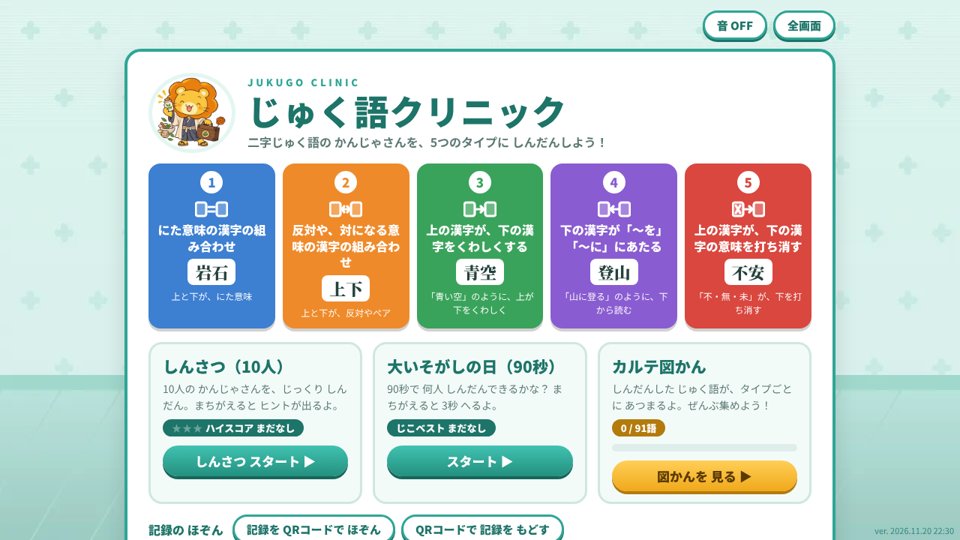 音 OFF
全画面
JUKUGO CLINIC
じゅく語クリニック
二字じゅく語の かんじゃさんを、5つのタイプに しんだんしよう！
1
にた意味の漢字の組
み合わせ
岩石
上と下が、にた意味
2
反対や、対になる意
味の漢字の組み合わ
せ
上下
上と下が、反対やペア
3
上の漢字が、下の漢
字をくわしくする
青空
「青い空」のように、上が
下をくわしく
4
下の漢字が「〜を」
「〜に」にあたる
登山
「山に登る」のように、下
から読む
5
上の漢字が、下の漢
字の意味を打ち消す
不安
「不・無・未」が、下を打
ち消す
しんさつ（10人）
10人の かんじゃさんを、じっくり しん
だん。まちがえると ヒントが出るよ。
★★★ ハイスコア まだなし
しんさつ スタート ▶
大いそがしの日（90秒）
90秒で 何人 しんだんできるかな？ ま
ちがえると 3秒 へるよ。
じこベスト まだなし
スタート ▶
カルテ図かん
しんだんした じゅく語が、タイプごと
に あつまるよ。ぜんぶ集めよう！
0 / 91語
図かんを 見る ▶
記録の ほぞん
記録を QRコードで ほぞん
QRコードで 記録を もどす
ver. 2026.11.20 22:30